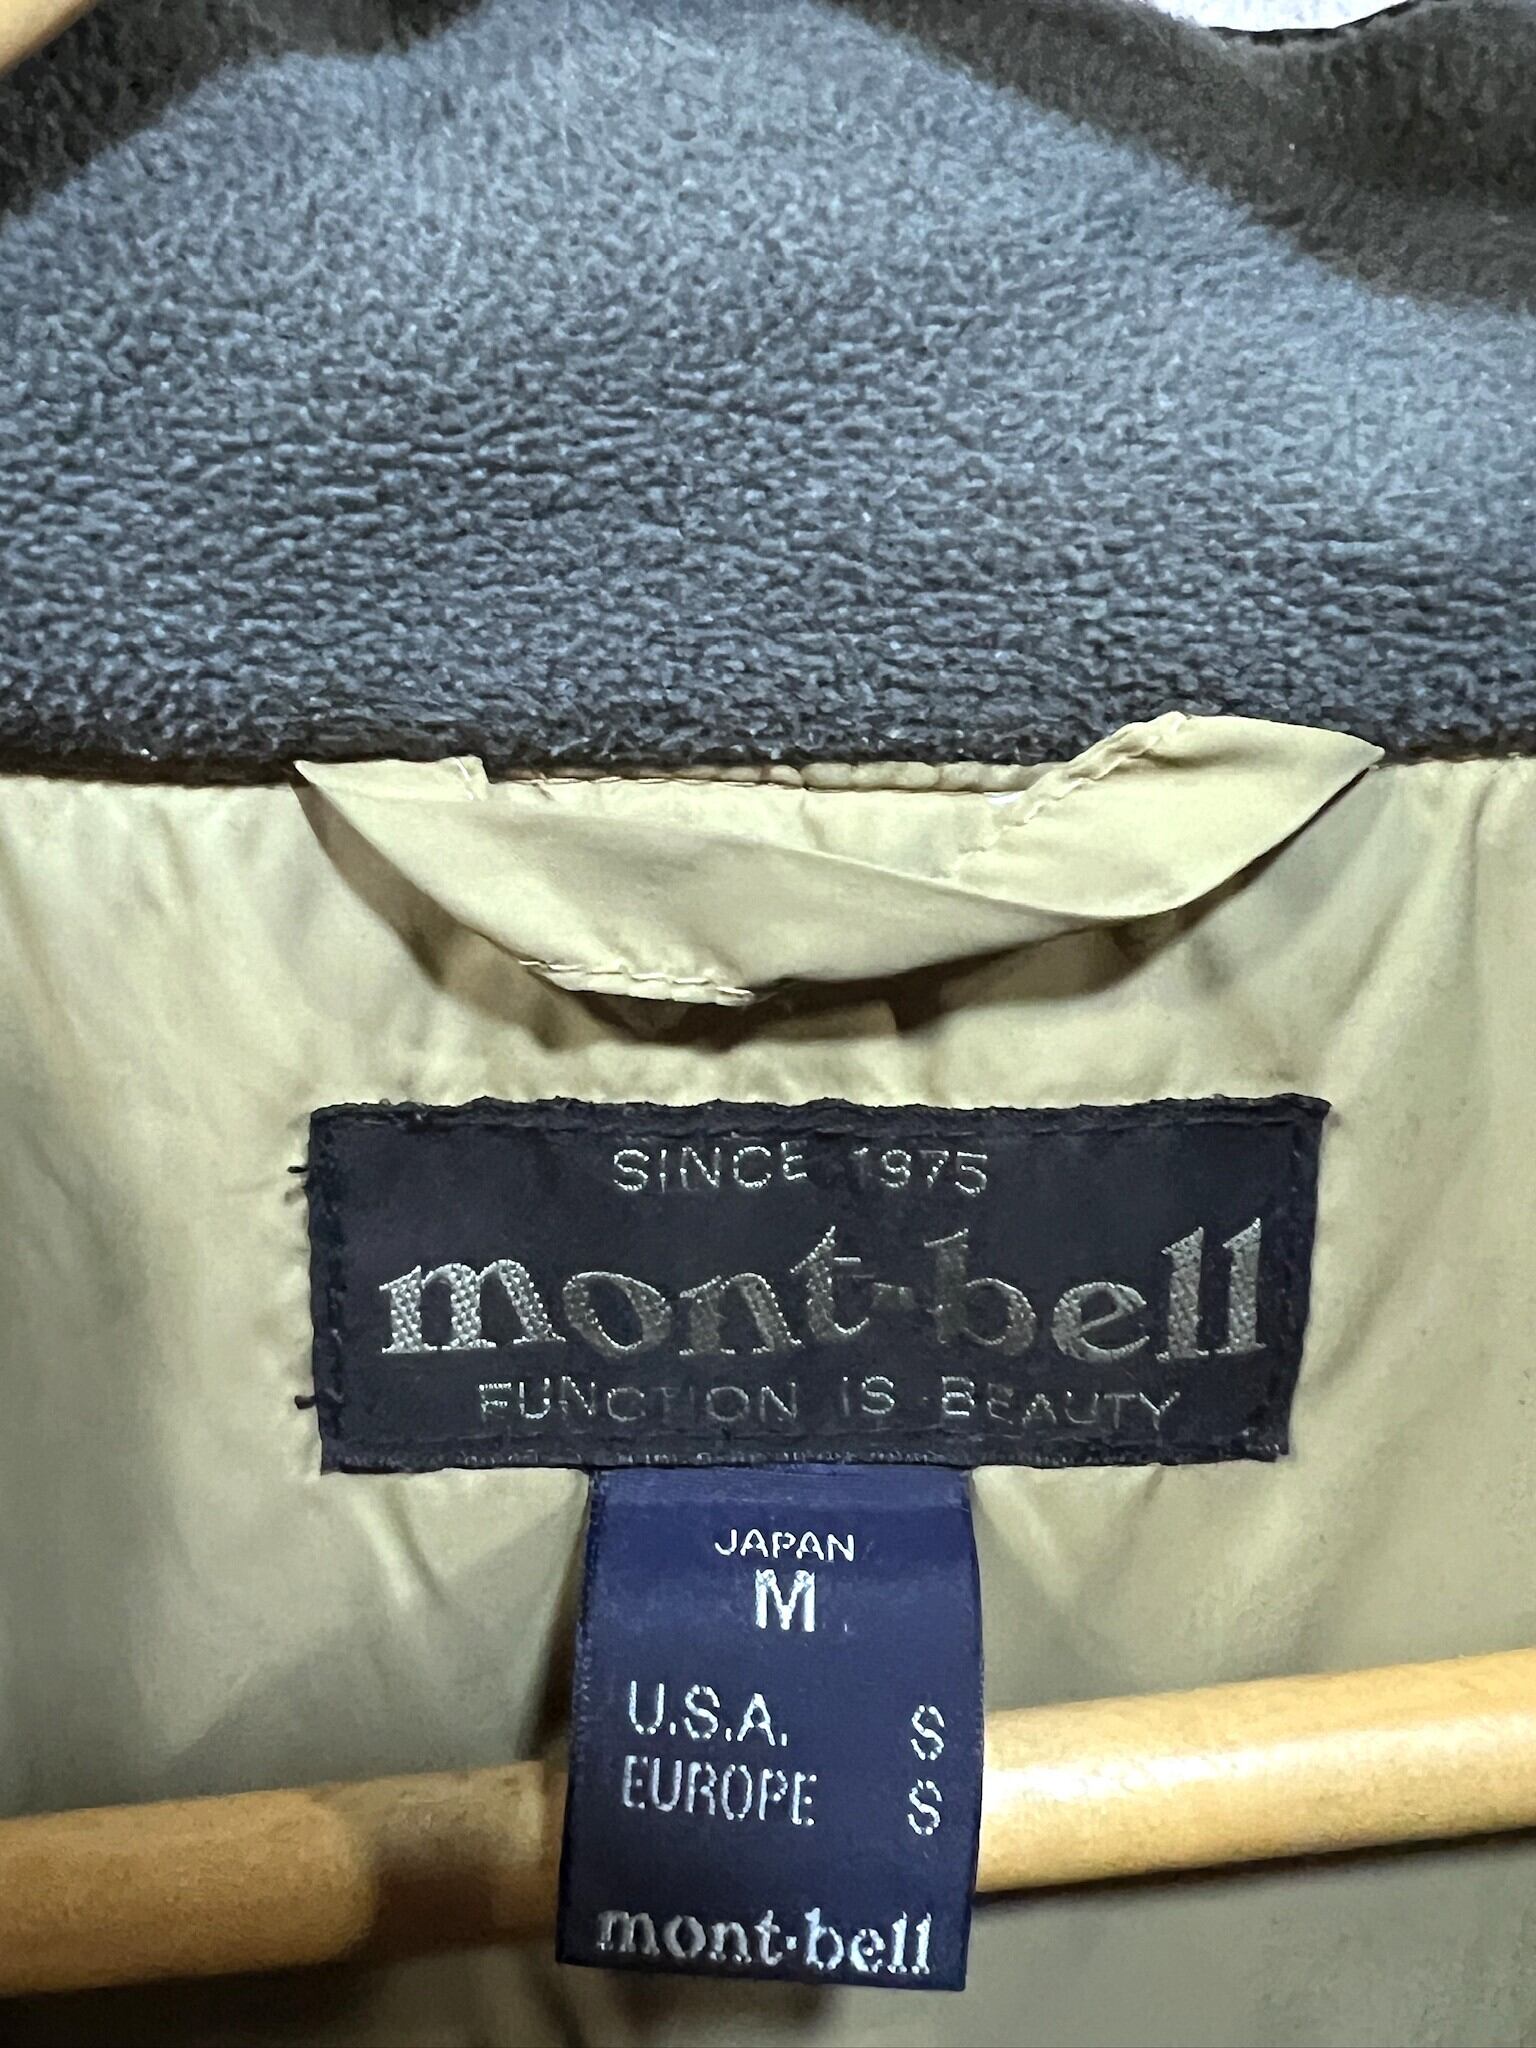 SINCE 1975
mont-bell
FUNCTION IS BEAUTY
JAPAN
M
U.S.A. S
EUROPE S
mont-bell